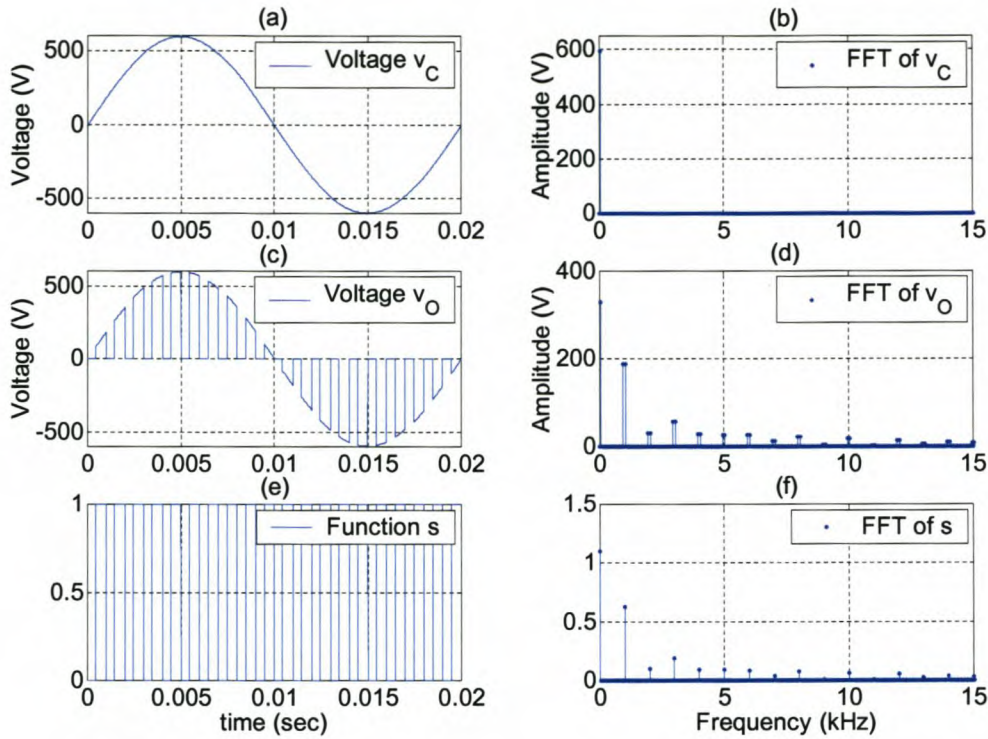 (a)
Voltage (V)
500
0
-500
Voltage v_C
0 0.005 0.01 0.015 0.02
(b)
Amplitude (V)
600
400
200
0
FFT of v_C
0 5 10 15
(c)
Voltage (V)
500
0
-500
Voltage v_O
0 0.005 0.01 0.015 0.02
(d)
Amplitude (V)
400
200
0
FFT of v_O
0 5 10 15
(e)
1
0.5
0
Function s
0 0.005 0.01 0.015 0.02
time (sec)
(f)
1.5
1
0.5
0
FFT of s
0 5 10 15
Frequency (kHz)